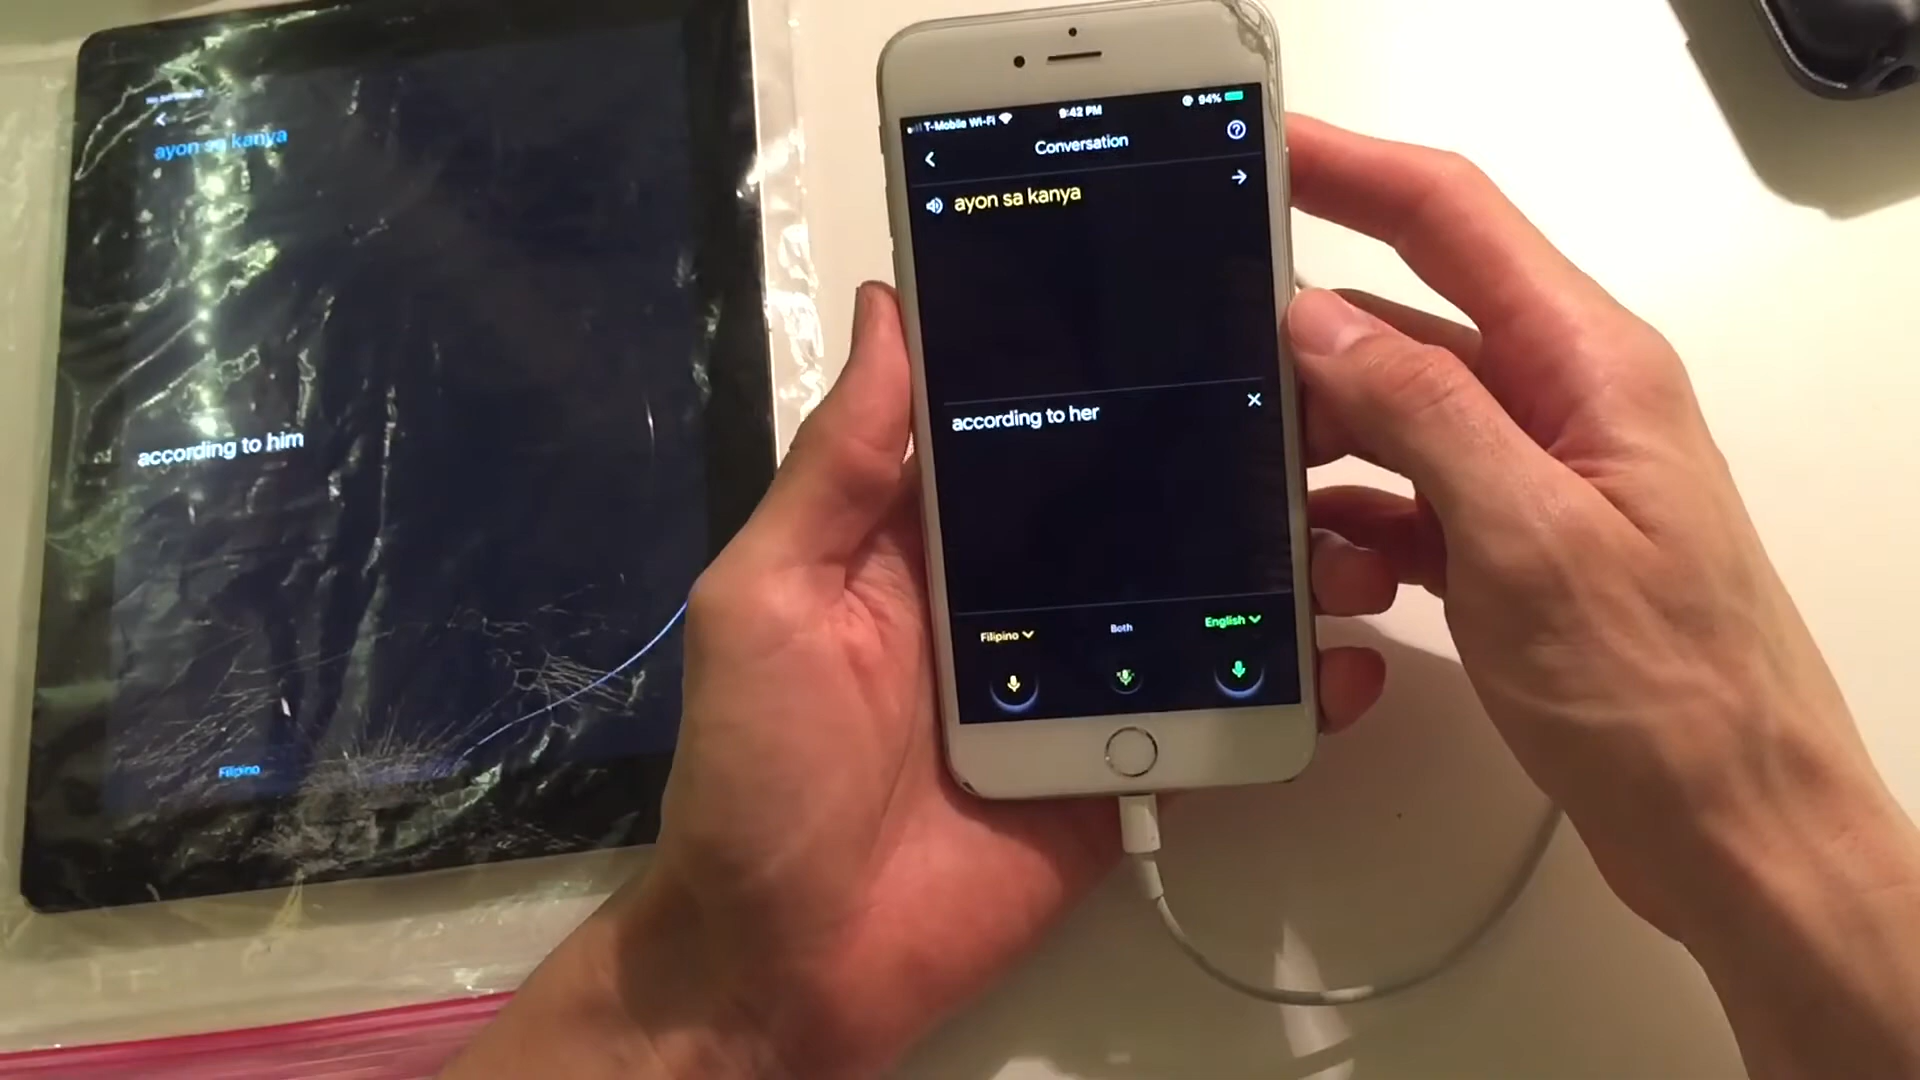 ayon sa kanya
according to him
Filipino
T-Mobile Wi-Fi 9:42 PM 94%
Conversation
ayon sa kanya
according to her
Filipino Both English